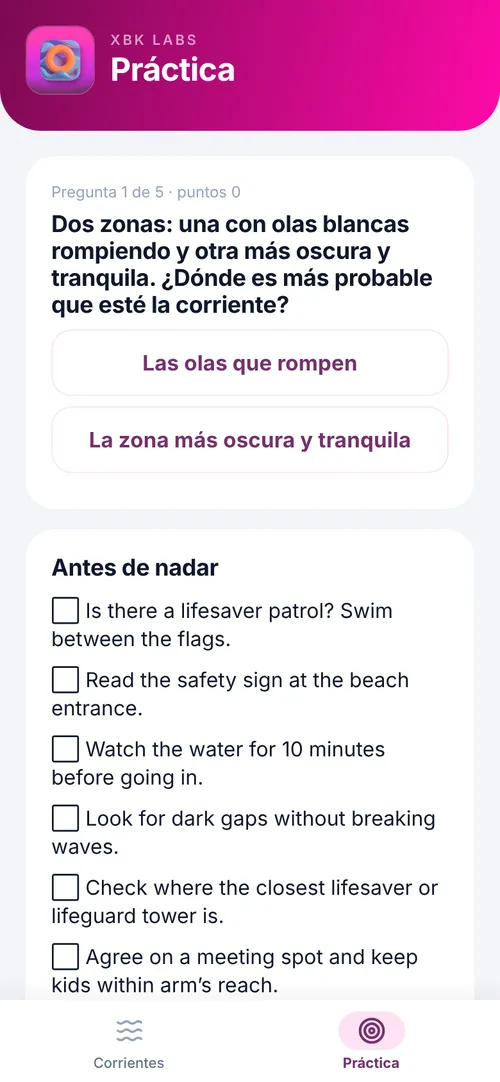 XBK LABS
Práctica
Pregunta 1 de 5 · puntos 0
Dos zonas: una con olas blancas
rompiendo y otra más oscura y
tranquila. ¿Dónde es más probable
que esté la corriente?
Las olas que rompen
La zona más oscura y tranquila
Antes de nadar
Is there a lifesaver patrol? Swim
between the flags.
Read the safety sign at the beach
entrance.
Watch the water for 10 minutes
before going in.
Look for dark gaps without breaking
waves.
Check where the closest lifesaver or
lifeguard tower is.
Agree on a meeting spot and keep
kids within arm’s reach.
Corrientes
Práctica